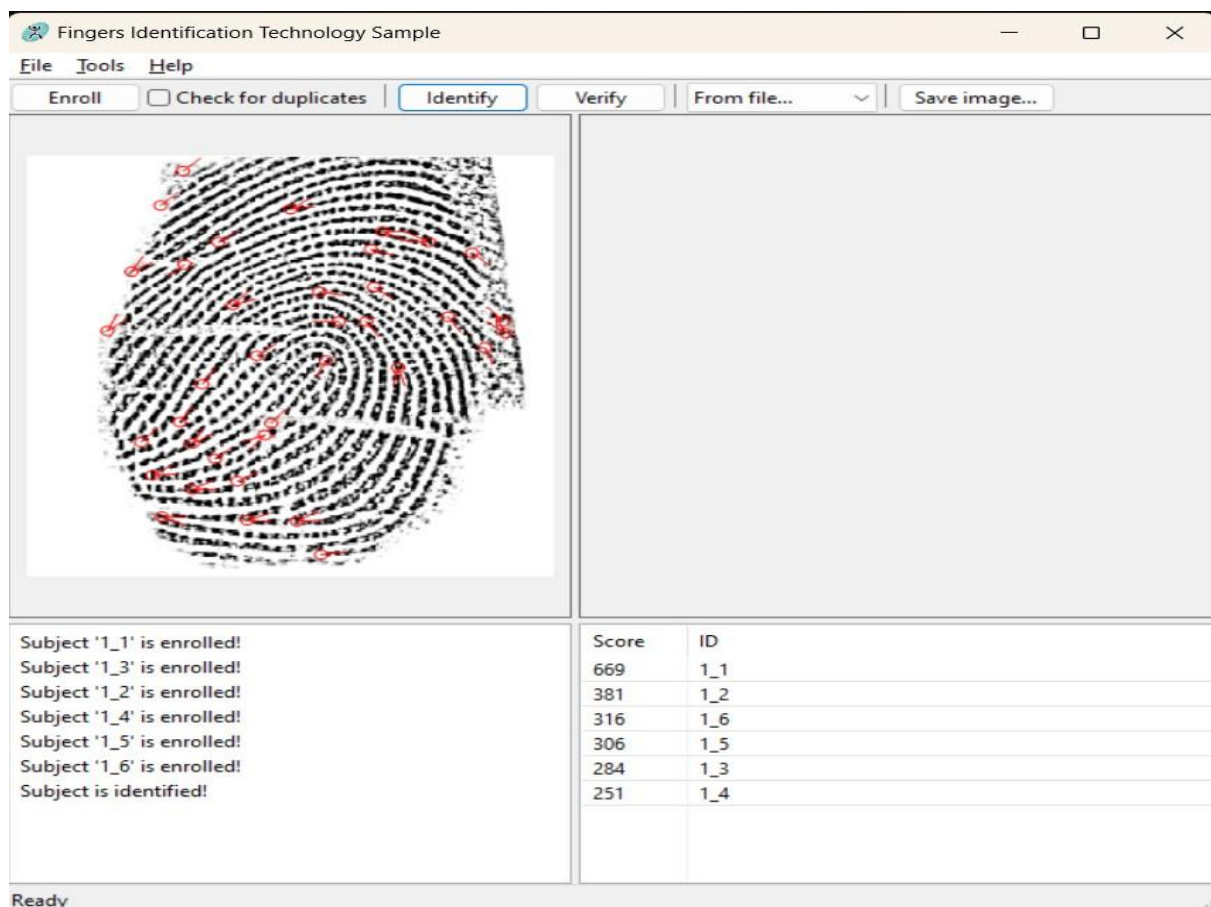 Fingers Identification Technology Sample
File Tools Help
Enroll Check for duplicates Identify Verify From file... Save image...
Subject '1_1' is enrolled!
Subject '1_3' is enrolled!
Subject '1_2' is enrolled!
Subject '1_4' is enrolled!
Subject '1_5' is enrolled!
Subject '1_6' is enrolled!
Subject is identified!
Score ID
669 1_1
381 1_2
316 1_6
306 1_5
284 1_3
251 1_4
Ready